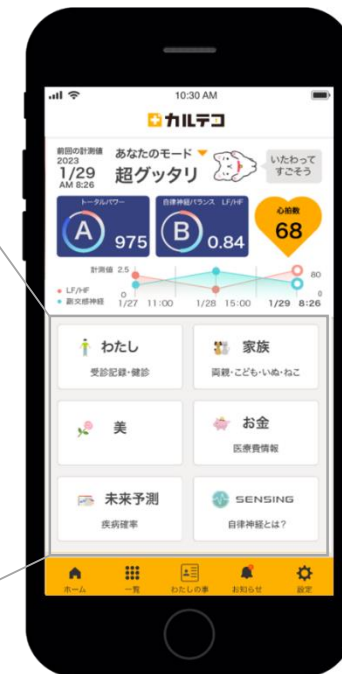 10:30 AM
カルテコ
前回の計測値
2023
1/29
AM 8:26
あなたのモード
超グッタリ
いたわって
すごそう
トータルパワー
A 975
自律神経バランス LF/HF
B 0.84
心拍数
68
計測値 2.5
0
LF/HF
副交感神経
80
0
1/27 11:00
1/28 15:00
1/29 8:26
わたし
受診記録・健診
家族
両親・こども・いぬ・ねこ
美
お金
医療費情報
未来予測
疾病確率
SENSING
自律神経とは?
ホーム
一覧
わたしの事
お知らせ
設定